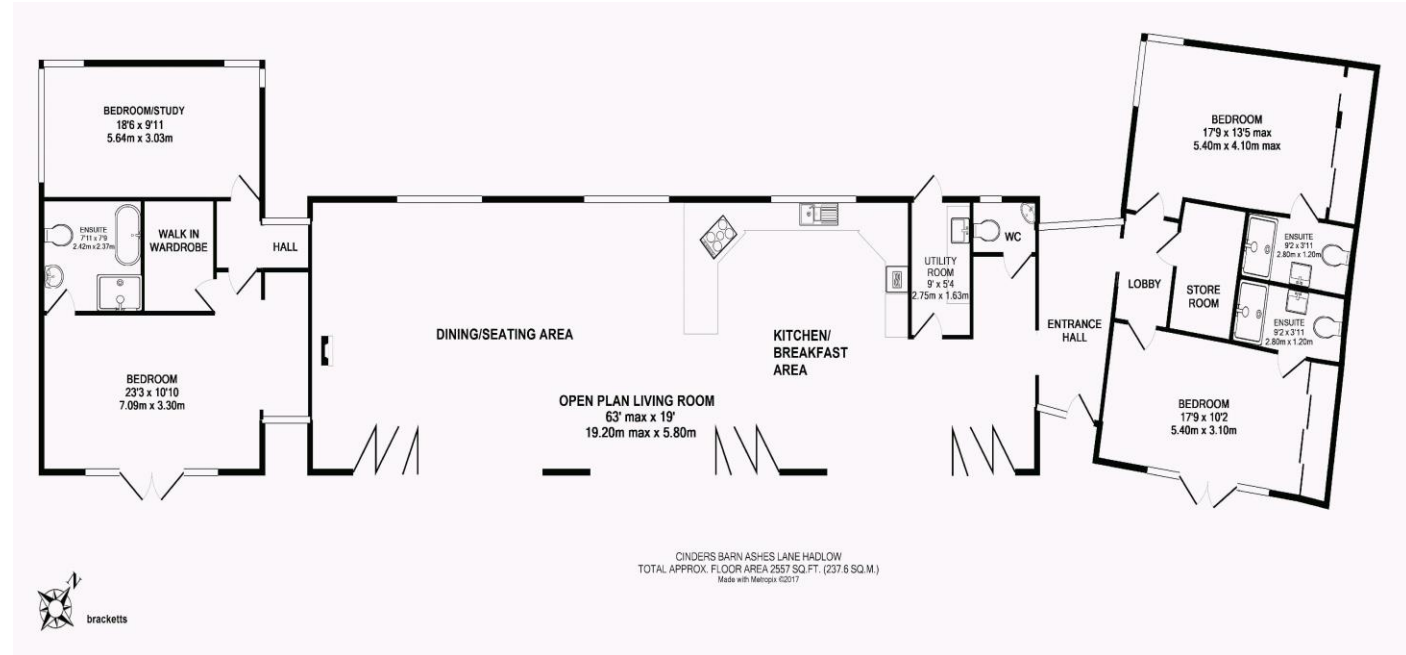 BEDROOM/STUDY
18'6 x 9'11
5.64m x 3.03m
ENSUITE
7'11 x 7'9
2.42m x 2.37m
WALK IN
WARDROBE
HALL
BEDROOM
23'3 x 10'10
7.09m x 3.30m
DINING/SEATING AREA
KITCHEN/
BREAKFAST
AREA
OPEN PLAN LIVING ROOM
63' max x 19'
19.20m max x 5.80m
UTILITY
ROOM
9' x 5'4
2.75m x 1.63m
WC
ENTRANCE
HALL
LOBBY
STORE
ROOM
BEDROOM
17'9 x 13'5 max
5.40m x 4.10m max
ENSUITE
9'2 x 3'11
2.80m x 1.20m
ENSUITE
9'2 x 3'11
2.80m x 1.20m
BEDROOM
17'9 x 10'2
5.40m x 3.10m
CINDERS BARN ASHES LANE HADLOW
TOTAL APPROX. FLOOR AREA 2557 SQ.FT. (237.6 SQ.M.)
Made with Metropix ©2017
N
bracketts